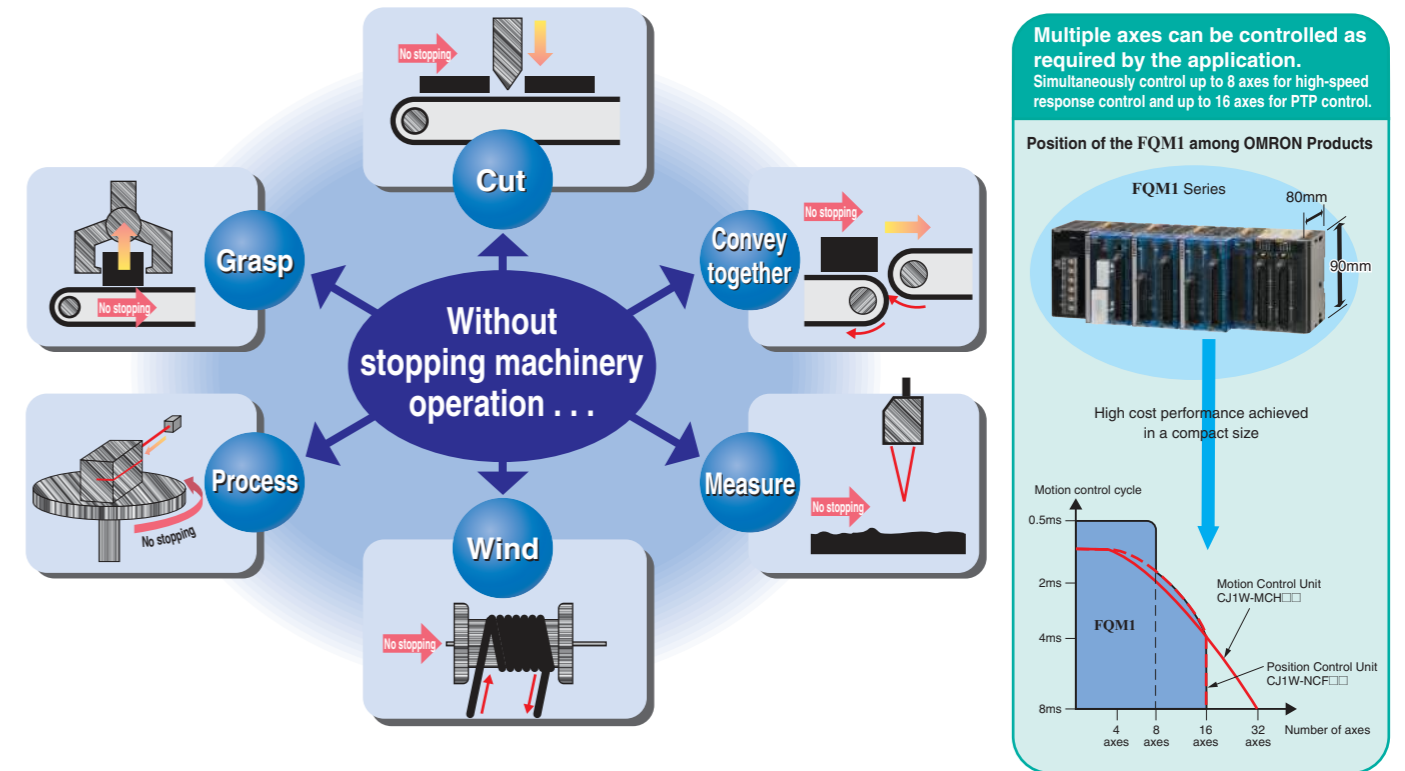 No stopping
Cut
No stopping
Grasp
No stopping
Convey
together
Without
stopping machinery
operation . . .
Process
No stopping
Measure
No stopping
Wind
No stopping
Multiple axes can be controlled as
required by the application.
Simultaneously control up to 8 axes for high-speed
response control and up to 16 axes for PTP control.
Position of the FQM1 among OMRON Products
FQM1 Series
80mm
90mm
High cost performance achieved
in a compact size
Motion control cycle
0.5ms
2ms
4ms
8ms
FQM1
Motion Control Unit
CJ1W-MCH□□
Position Control Unit
CJ1W-NCF□□
4
axes
8
axes
16
axes
32
axes
Number of axes